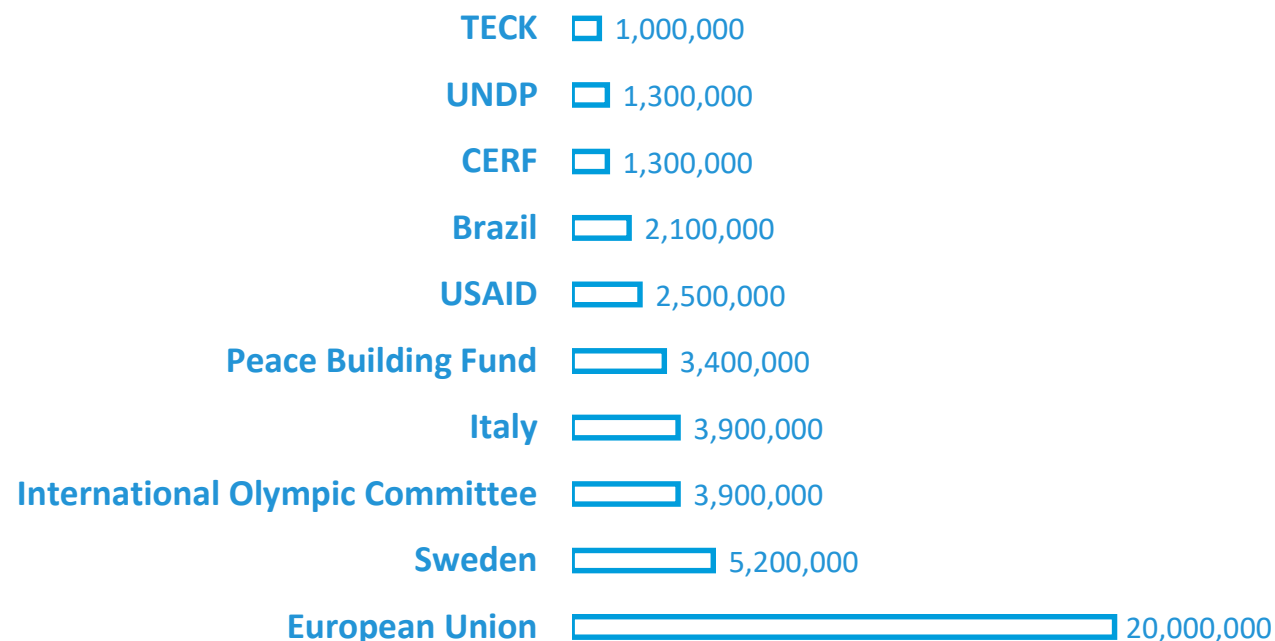 TECK 1,000,000
UNDP 1,300,000
CERF 1,300,000
Brazil 2,100,000
USAID 2,500,000
Peace Building Fund 3,400,000
Italy 3,900,000
International Olympic Committee 3,900,000
Sweden 5,200,000
European Union 20,000,000